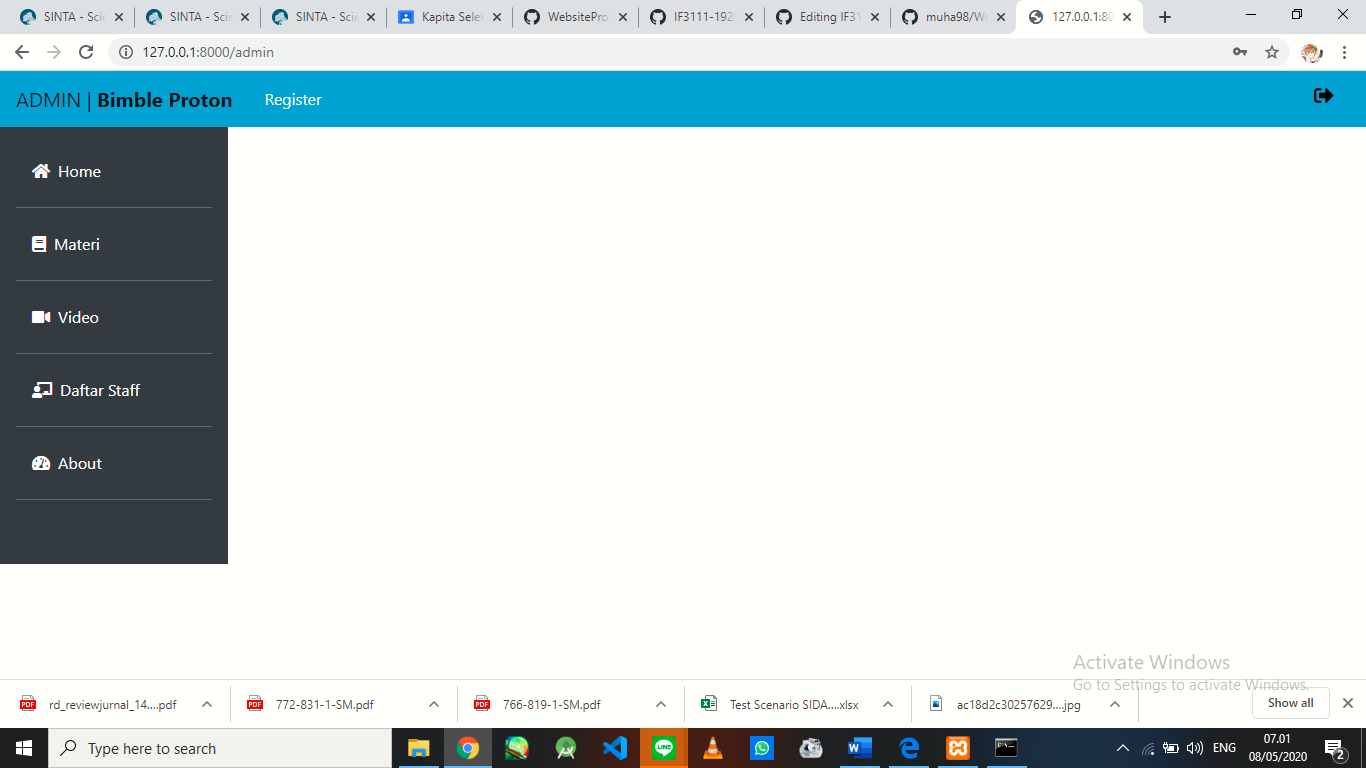 SINTA - Scie
SINTA - Scie
SINTA - Scie
Kapita Selek
WebsitePro
IF3111-192
Editing IF31
muha98/We
127.0.0.1:80
127.0.0.1:8000/admin
ADMIN | Bimble Proton
Register
Home
Materi
Video
Daftar Staff
About
Activate Windows
Go to Settings to activate Windows.
rd_reviewjurnal_14....pdf
772-831-1-SM.pdf
766-819-1-SM.pdf
Test Scenario SIDA....xlsx
ac18d2c30257629....jpg
Show all
Type here to search
ENG
07.01
08/05/2020
2